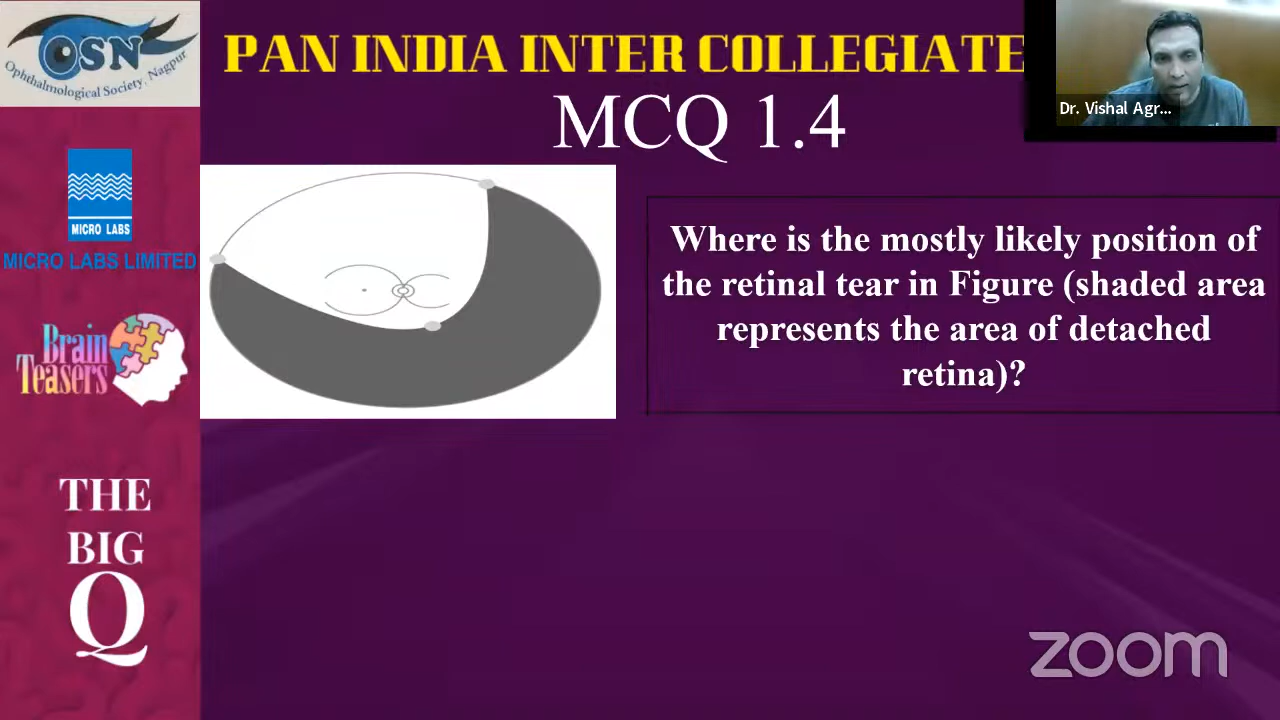 OSN
Ophthalmological Society, Nagpur
PAN INDIA INTER COLLEGIATE
MCQ 1.4
Dr. Vishal Agr...
MICRO LABS
MICRO LABS LIMITED
Where is the mostly likely position of
the retinal tear in Figure (shaded area
represents the area of detached
retina)?
Brain
Teasers
THE
BIG
Q
zoom